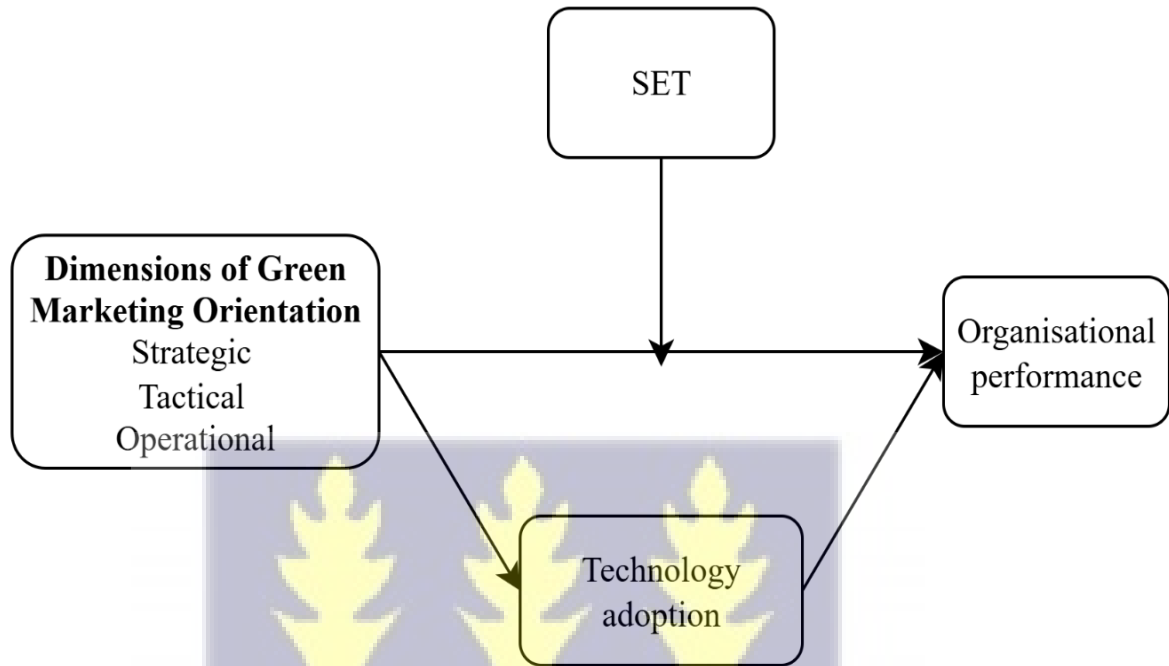 SET
Dimensions of Green
Marketing Orientation
Strategic
Tactical
Operational
Organisational
performance
Technology
adoption